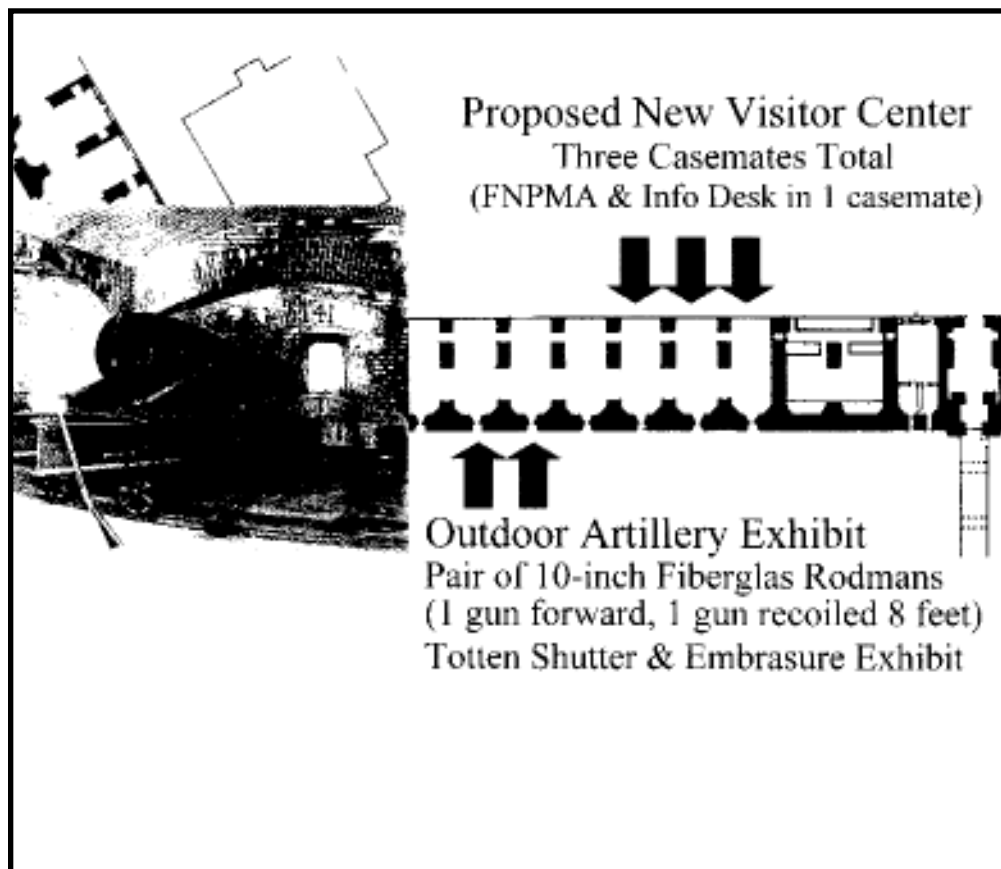 Proposed New Visitor Center
Three Casemates Total
(FNPMA & Info Desk in 1 casemate)
Outdoor Artillery Exhibit
Pair of 10-inch Fiberglas Rodmans
(1 gun forward, 1 gun recoiled 8 feet)
Totten Shutter & Embrasure Exhibit